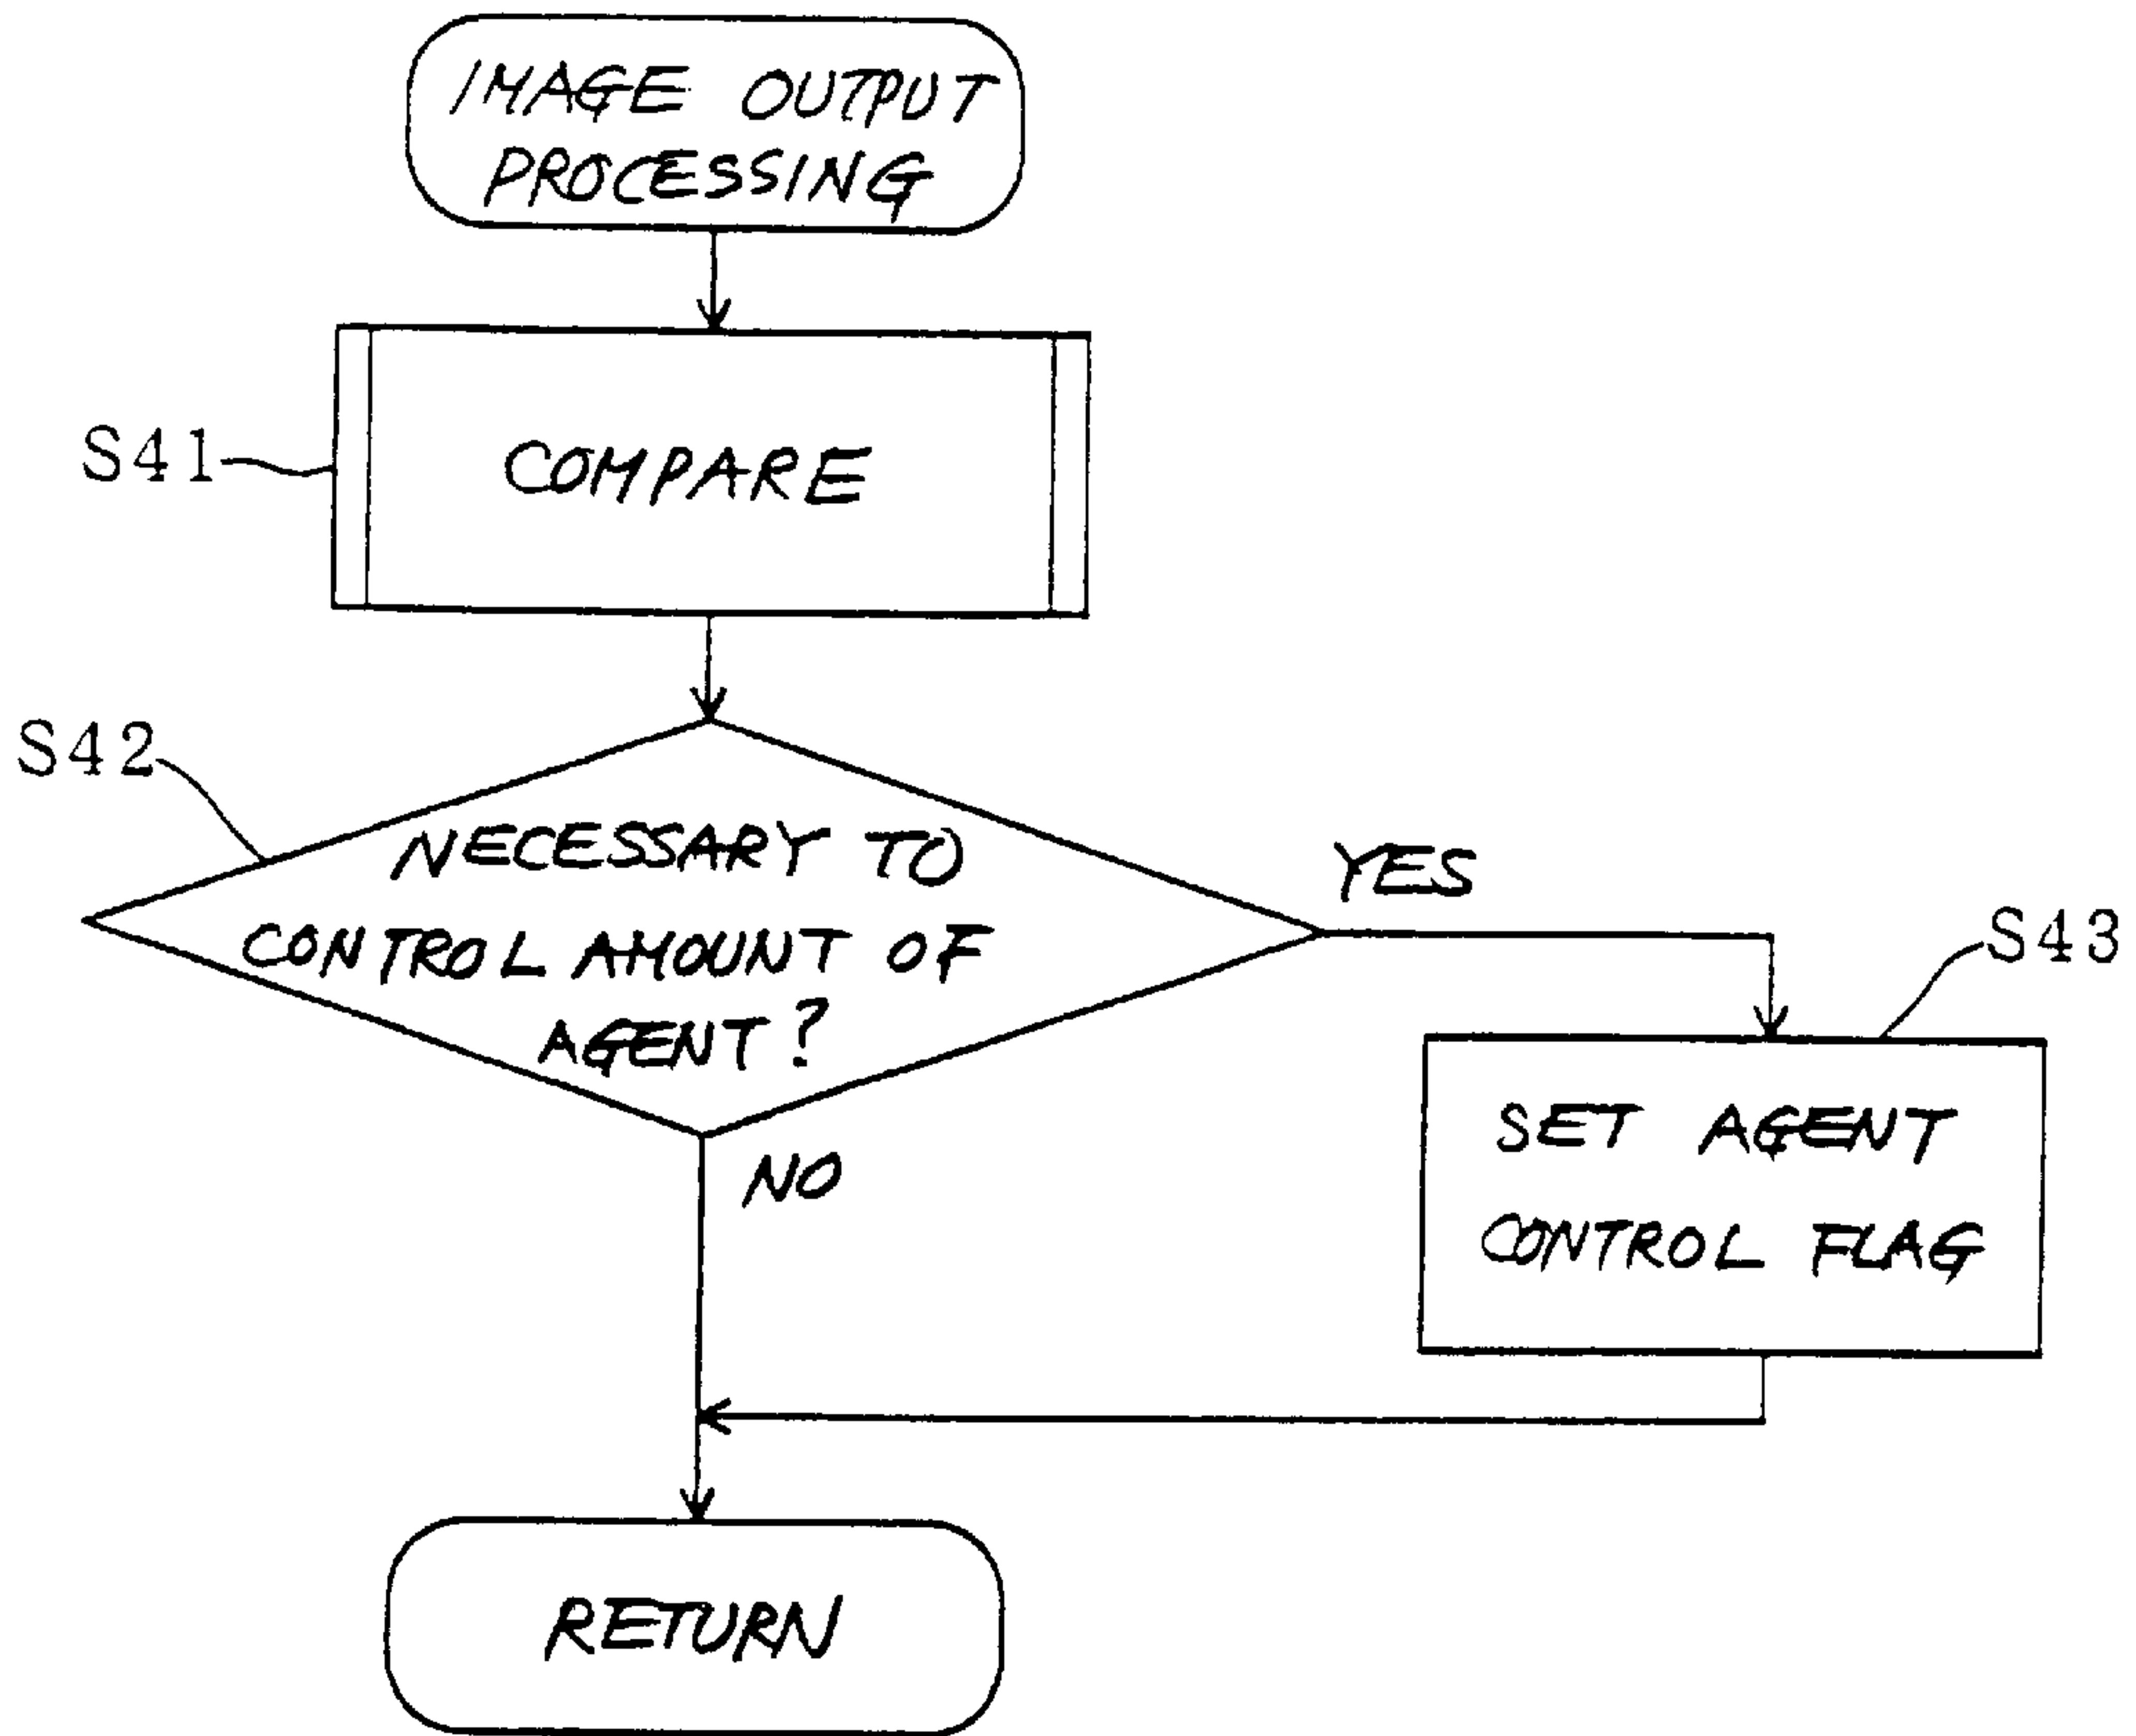 IMAGE OUTPUT
PROCESSING
S41
COMPARE
S42
NECESSARY TO
CONTROL AMOUNT OF
AGENT?
YES
S43
SET AGENT
CONTROL FLAG
NO
RETURN